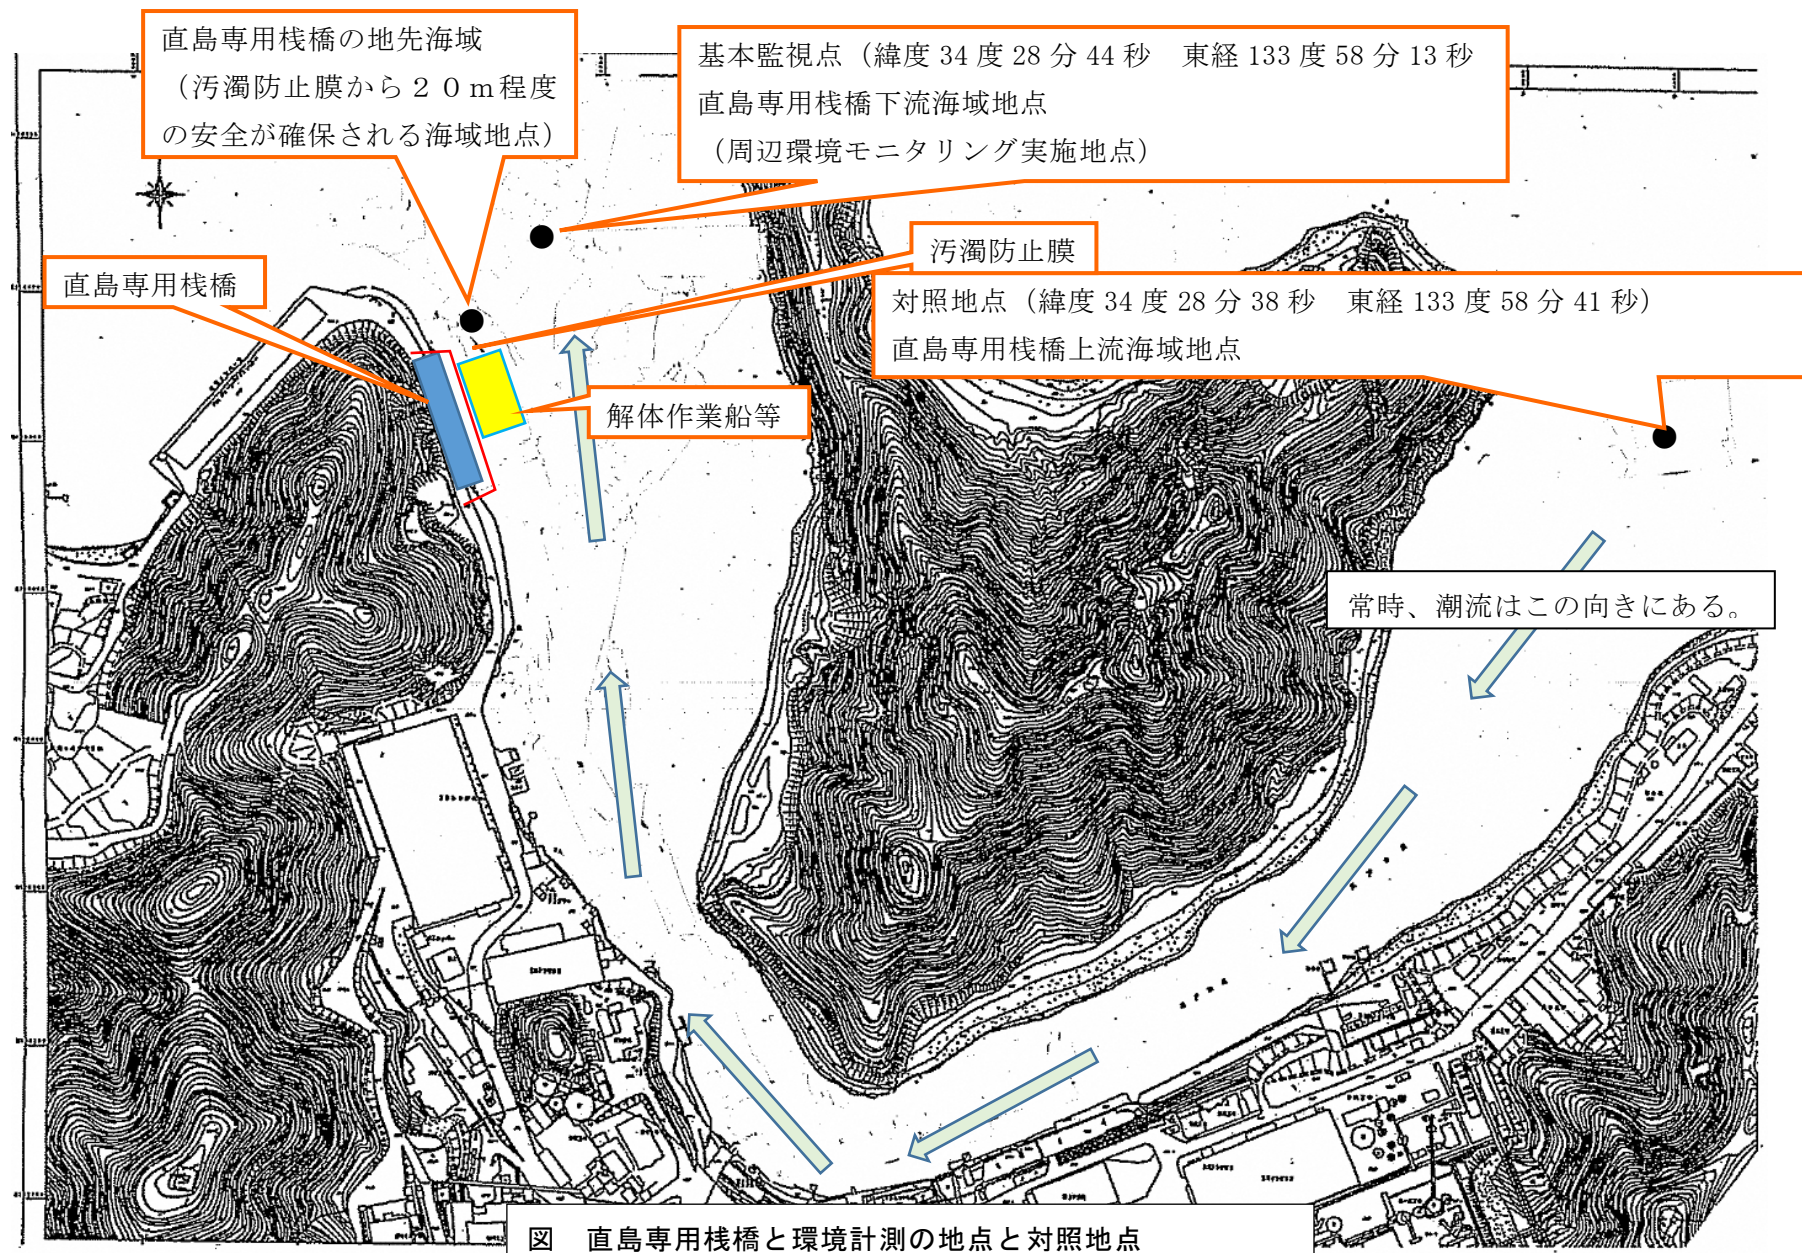 直島専用桟橋の地先海域
（汚濁防止膜から２０ｍ程度
の安全が確保される海域地点）
基本監視点（緯度 34 度 28 分 44 秒　東経 133 度 58 分 13 秒
直島専用桟橋下流海域地点
（周辺環境モニタリング実施地点）
汚濁防止膜
直島専用桟橋
対照地点（緯度 34 度 28 分 38 秒　東経 133 度 58 分 41 秒）
直島専用桟橋上流海域地点
解体作業船等
常時、潮流はこの向きにある。
図　直島専用桟橋と環境計測の地点と対照地点